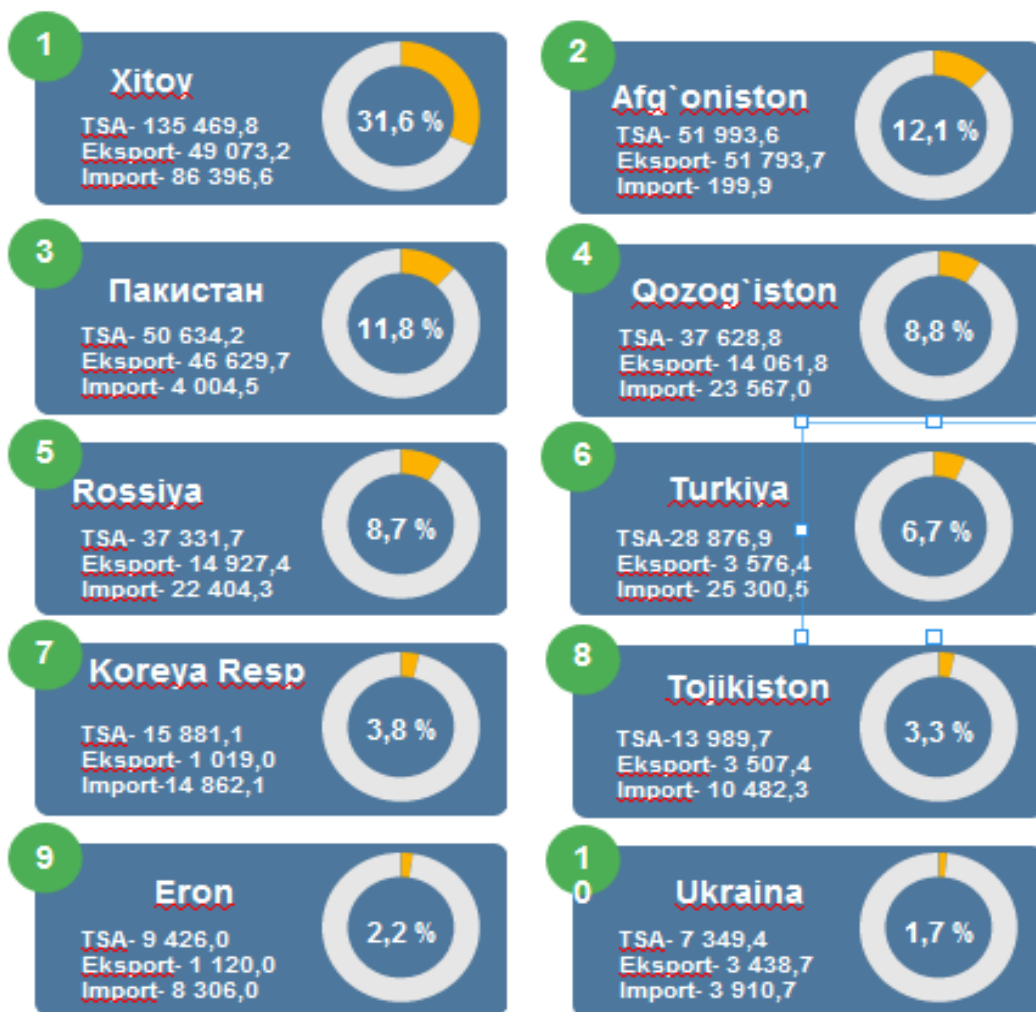 1
Xitoy
TSA- 135 469,8
Eksport- 49 073,2
Import- 86 396,6
31,6 %
2
Afg`oniston
TSA- 51 993,6
Eksport- 51 793,7
Import- 199,9
12,1 %
3
Пакистан
TSA- 50 634,2
Eksport- 46 629,7
Import- 4 004,5
11,8 %
4
Qozog`iston
TSA- 37 628,8
Eksport- 14 061,8
Import- 23 567,0
8,8 %
5
Rossiya
TSA- 37 331,7
Eksport- 14 927,4
Import- 22 404,3
8,7 %
6
Turkiya
TSA-28 876,9
Eksport- 3 576,4
Import- 25 300,5
6,7 %
7
Koreya Resp
TSA- 15 881,1
Eksport- 1 019,0
Import-14 862,1
3,8 %
8
Tojikiston
TSA-13 989,7
Eksport- 3 507,4
Import- 10 482,3
3,3 %
9
Eron
TSA- 9 426,0
Eksport- 1 120,0
Import- 8 306,0
2,2 %
1
0
Ukraina
TSA- 7 349,4
Eksport- 3 438,7
Import- 3 910,7
1,7 %